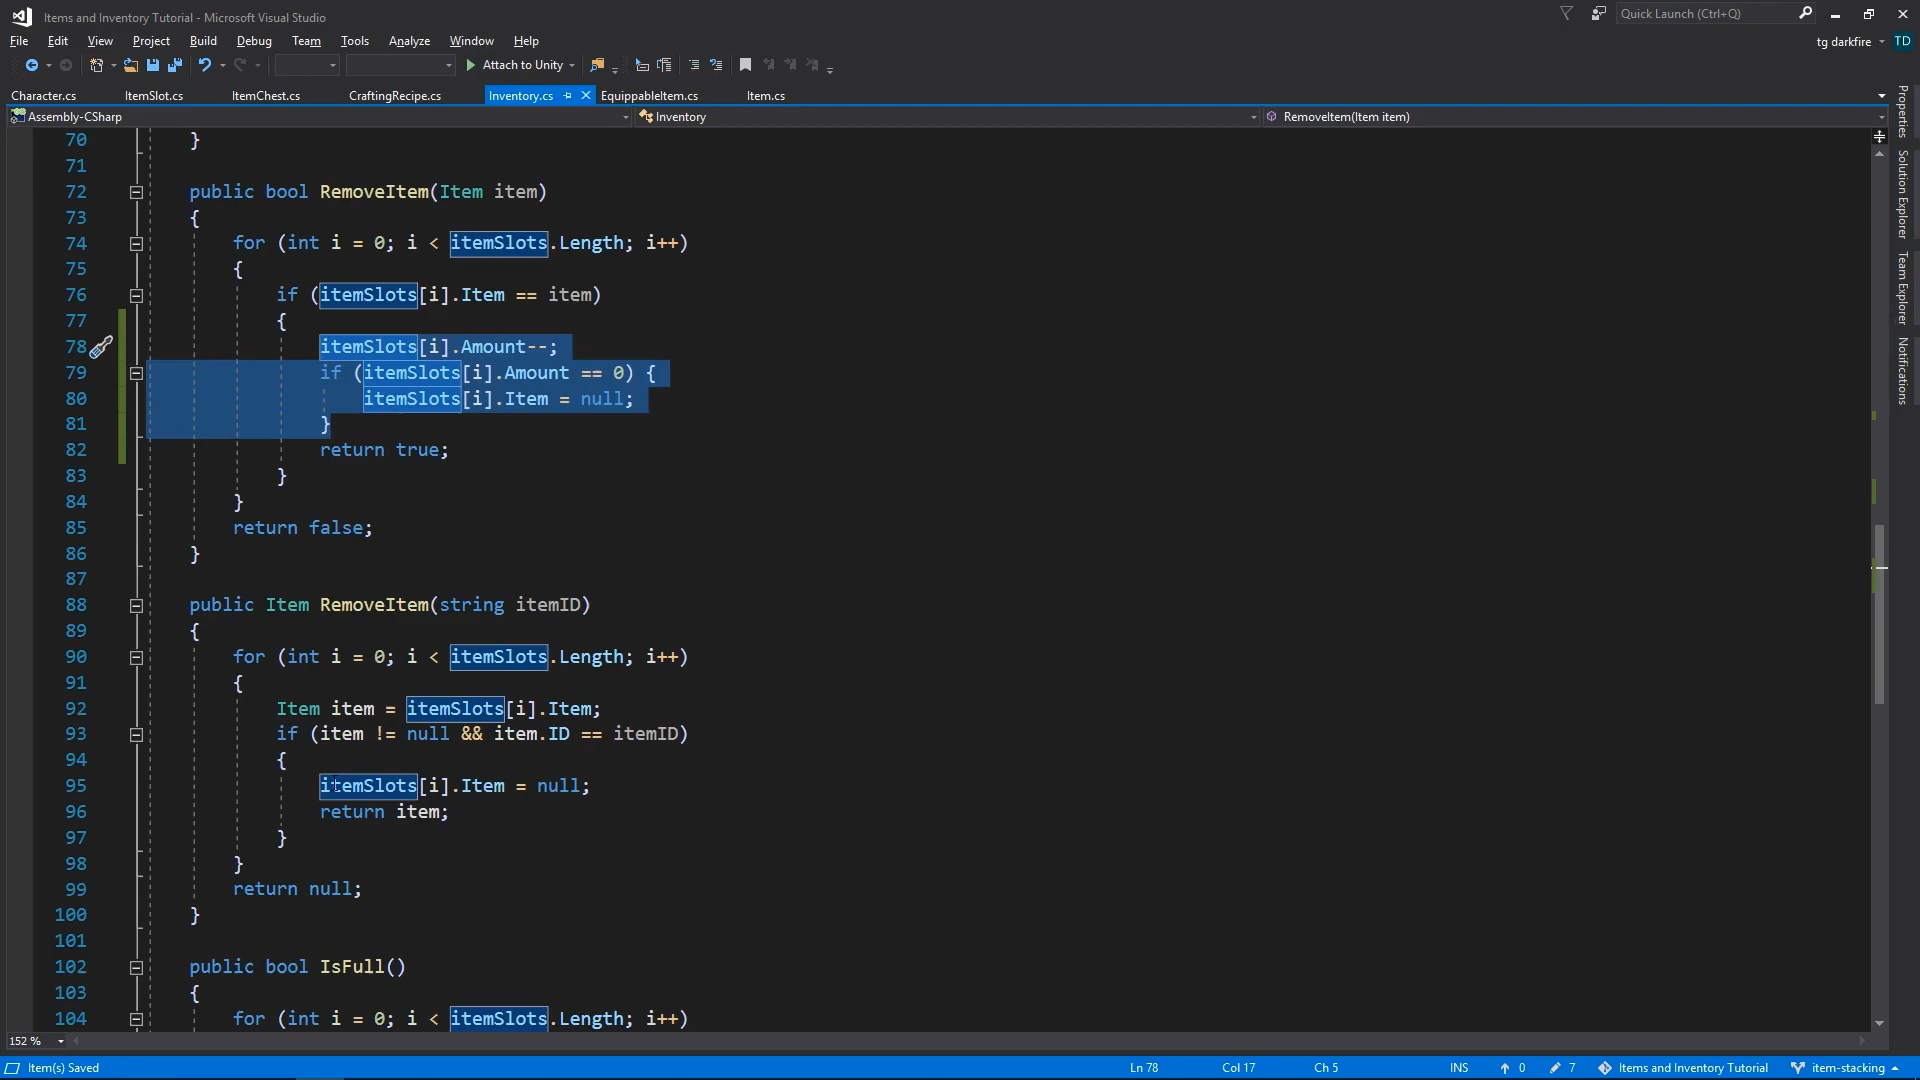 Items and Inventory Tutorial - Microsoft Visual Studio
Quick Launch (Ctrl+Q)
File Edit View Project Build Debug Team Tools Analyze Window Help
tg darkfire
TD
Attach to Unity
Character.cs ItemSlot.cs ItemChest.cs CraftingRecipe.cs Inventory.cs EquippableItem.cs Item.cs
Assembly-CSharp Inventory RemoveItem(Item item)
70 }
71
72 public bool RemoveItem(Item item)
73 {
74 for (int i = 0; i < itemSlots.Length; i++)
75 {
76 if (itemSlots[i].Item == item)
77 {
78 itemSlots[i].Amount--;
79 if (itemSlots[i].Amount == 0) {
80 itemSlots[i].Item = null;
81 }
82 return true;
83 }
84 }
85 return false;
86 }
87
88 public Item RemoveItem(string itemID)
89 {
90 for (int i = 0; i < itemSlots.Length; i++)
91 {
92 Item item = itemSlots[i].Item;
93 if (item != null && item.ID == itemID)
94 {
95 itemSlots[i].Item = null;
96 return item;
97 }
98 }
99 return null;
100 }
101
102 public bool IsFull()
103 {
104 for (int i = 0; i < itemSlots.Length; i++)
Properties
Solution Explorer
Team Explorer
Notifications
152 %
Item(s) Saved Ln 78 Col 17 Ch 5 INS 0 7 Items and Inventory Tutorial item-stacking